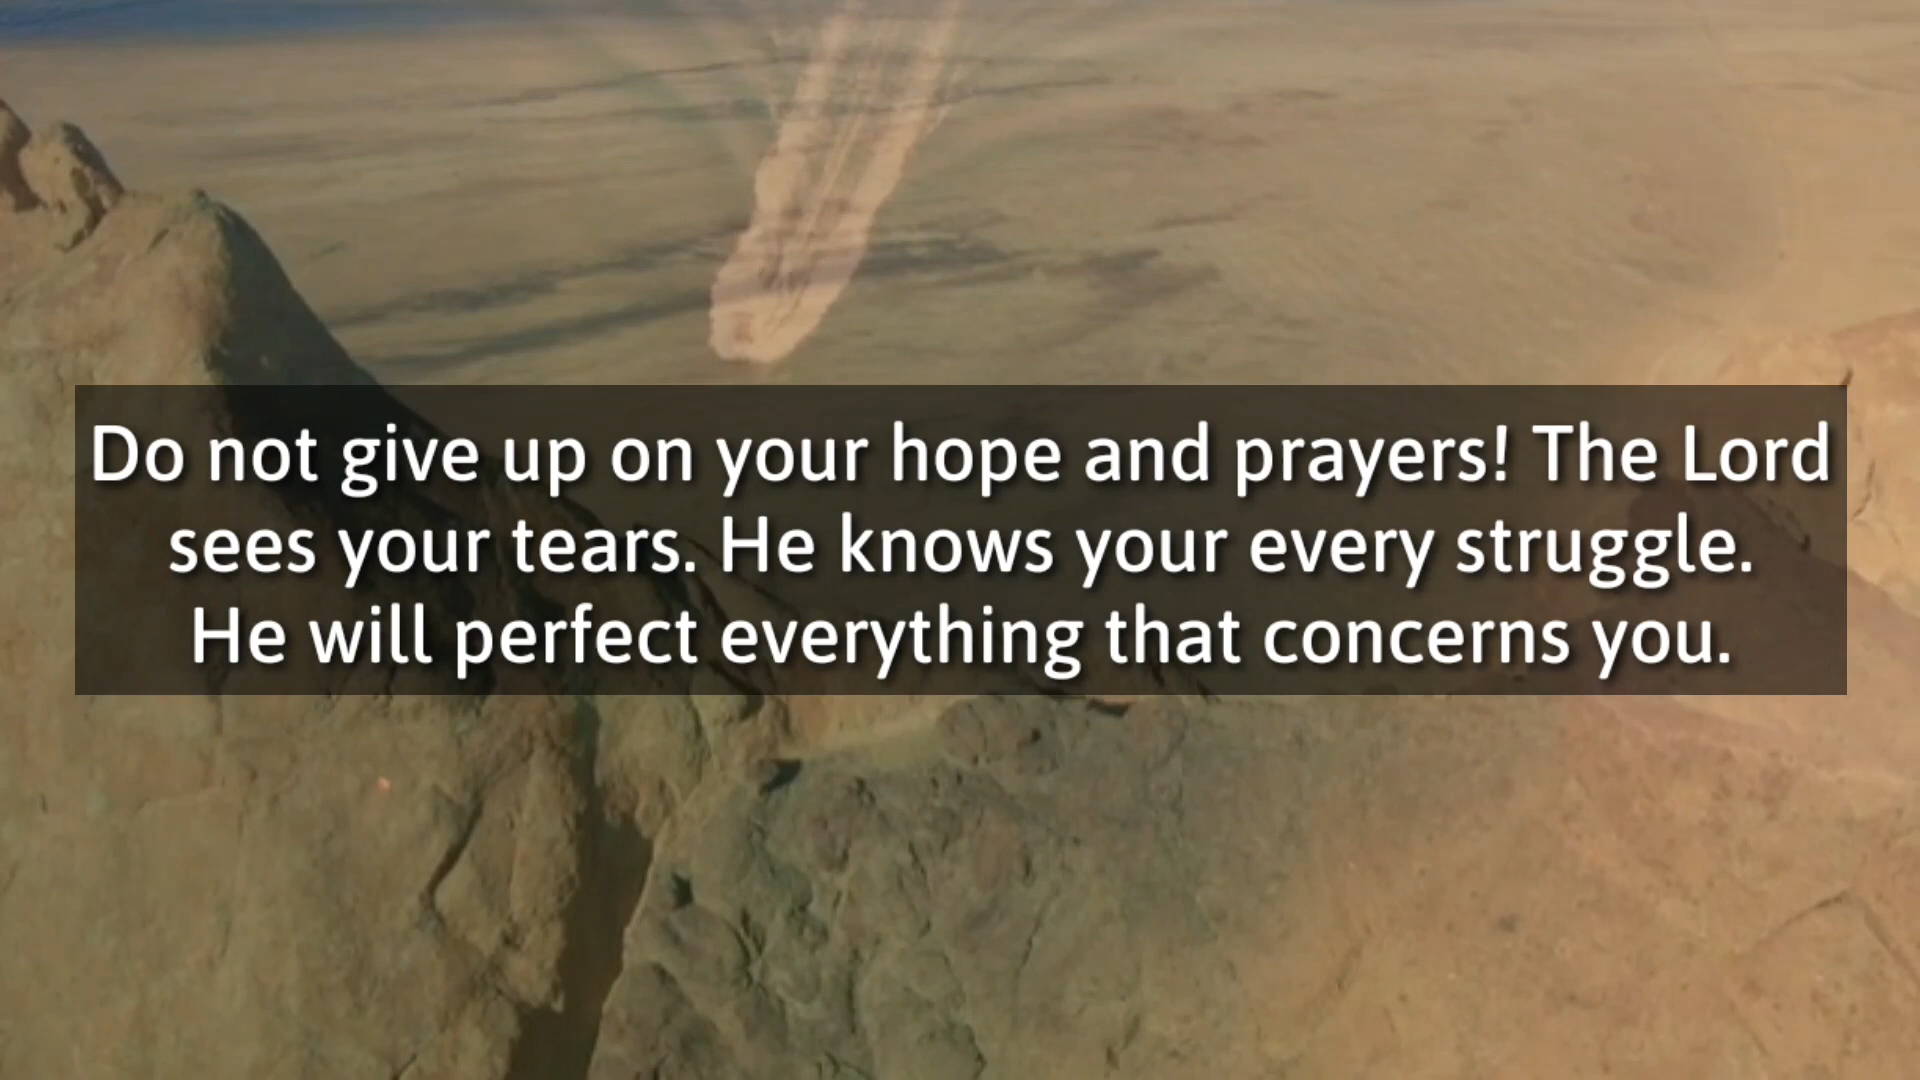 Do not give up on your hope and prayers! The Lord
sees your tears. He knows your every struggle.
He will perfect everything that concerns you.